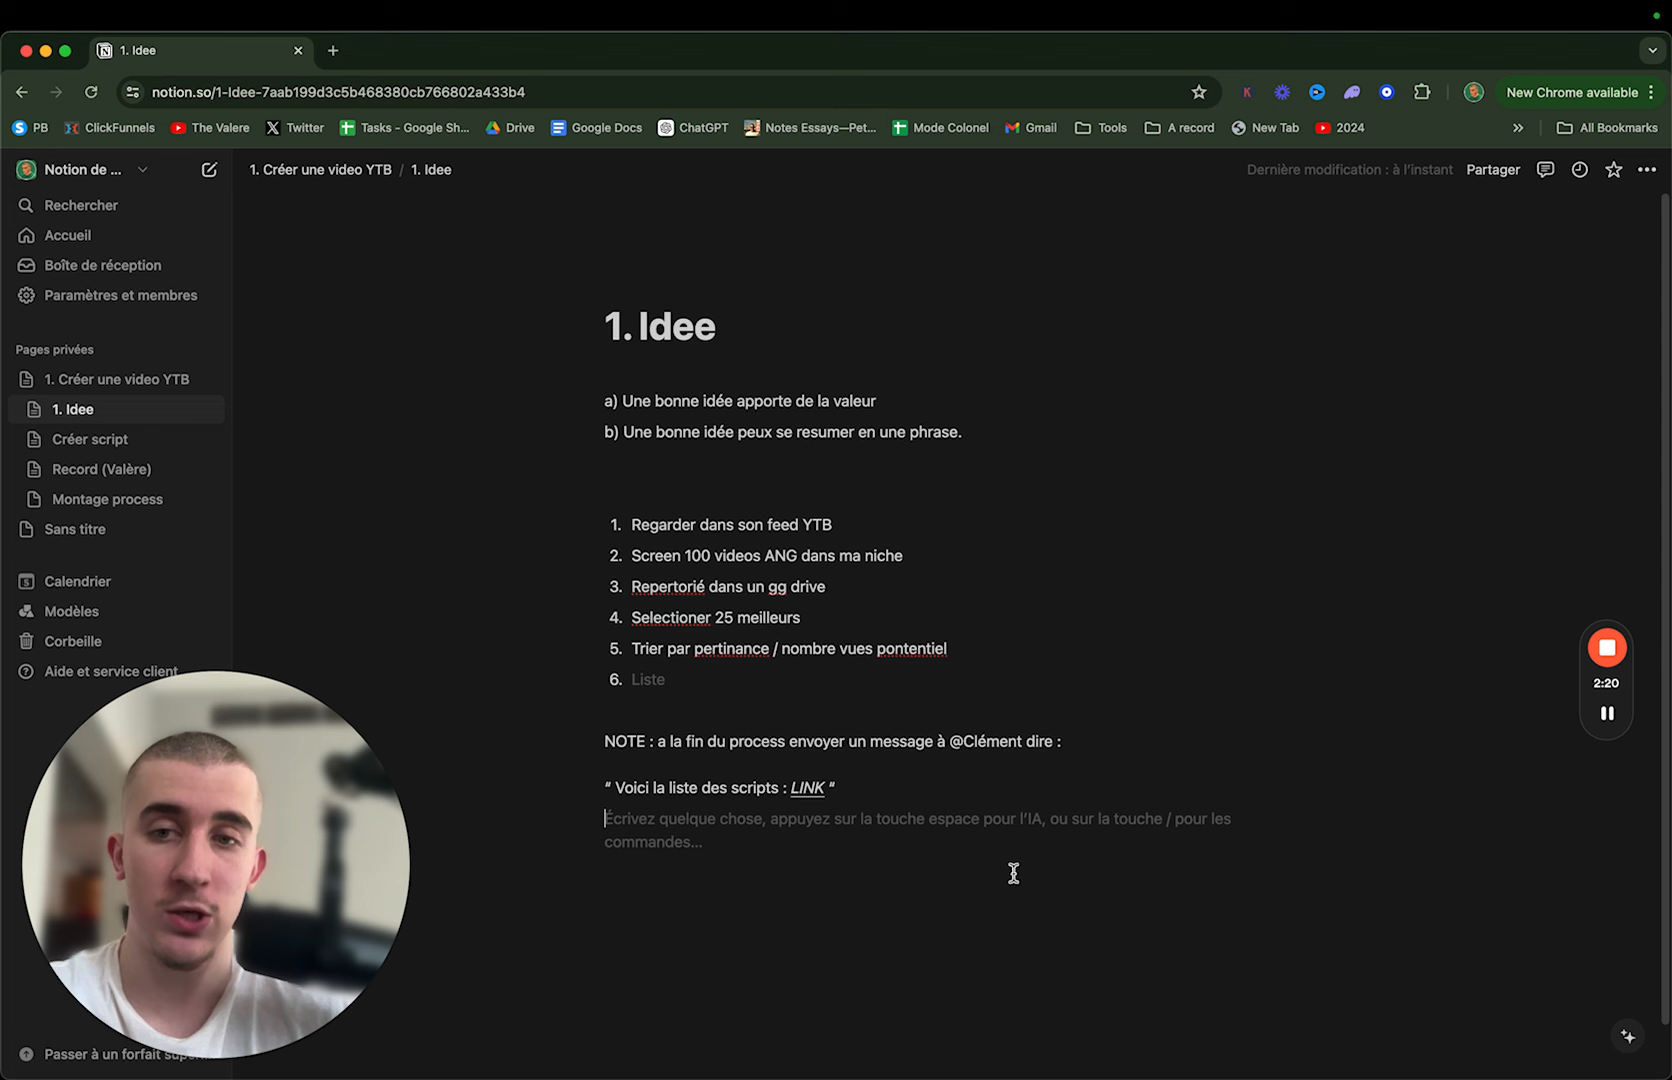 1. Idee
notion.so/1-Idee-7aab199d3c5b468380cb766802a433b4
New Chrome available
PB
ClickFunnels
The Valere
Twitter
Tasks - Google Sh...
Drive
Google Docs
ChatGPT
Notes Essays—Pet...
Mode Colonel
Gmail
Tools
A record
New Tab
2024
All Bookmarks
Notion de ...
1. Créer une video YTB / 1. Idee
Dernière modification : à l'instant
Partager
Rechercher
Accueil
Boîte de réception
Paramètres et membres
Pages privées
1. Créer une video YTB
1. Idee
Créer script
Record (Valère)
Montage process
Sans titre
Calendrier
Modèles
Corbeille
Aide et service client
Passer à un forfait
1. Idee
a) Une bonne idée apporte de la valeur
b) Une bonne idée peux se resumer en une phrase.
1. Regarder dans son feed YTB
2. Screen 100 videos ANG dans ma niche
3. Repertorié dans un gg drive
4. Selectioner 25 meilleurs
5. Trier par pertinance / nombre vues pontentiel
6. Liste
NOTE : a la fin du process envoyer un message à @Clément dire :
“ Voici la liste des scripts : LINK “
Écrivez quelque chose, appuyez sur la touche espace pour l'IA, ou sur la touche / pour les
commandes...
2:20